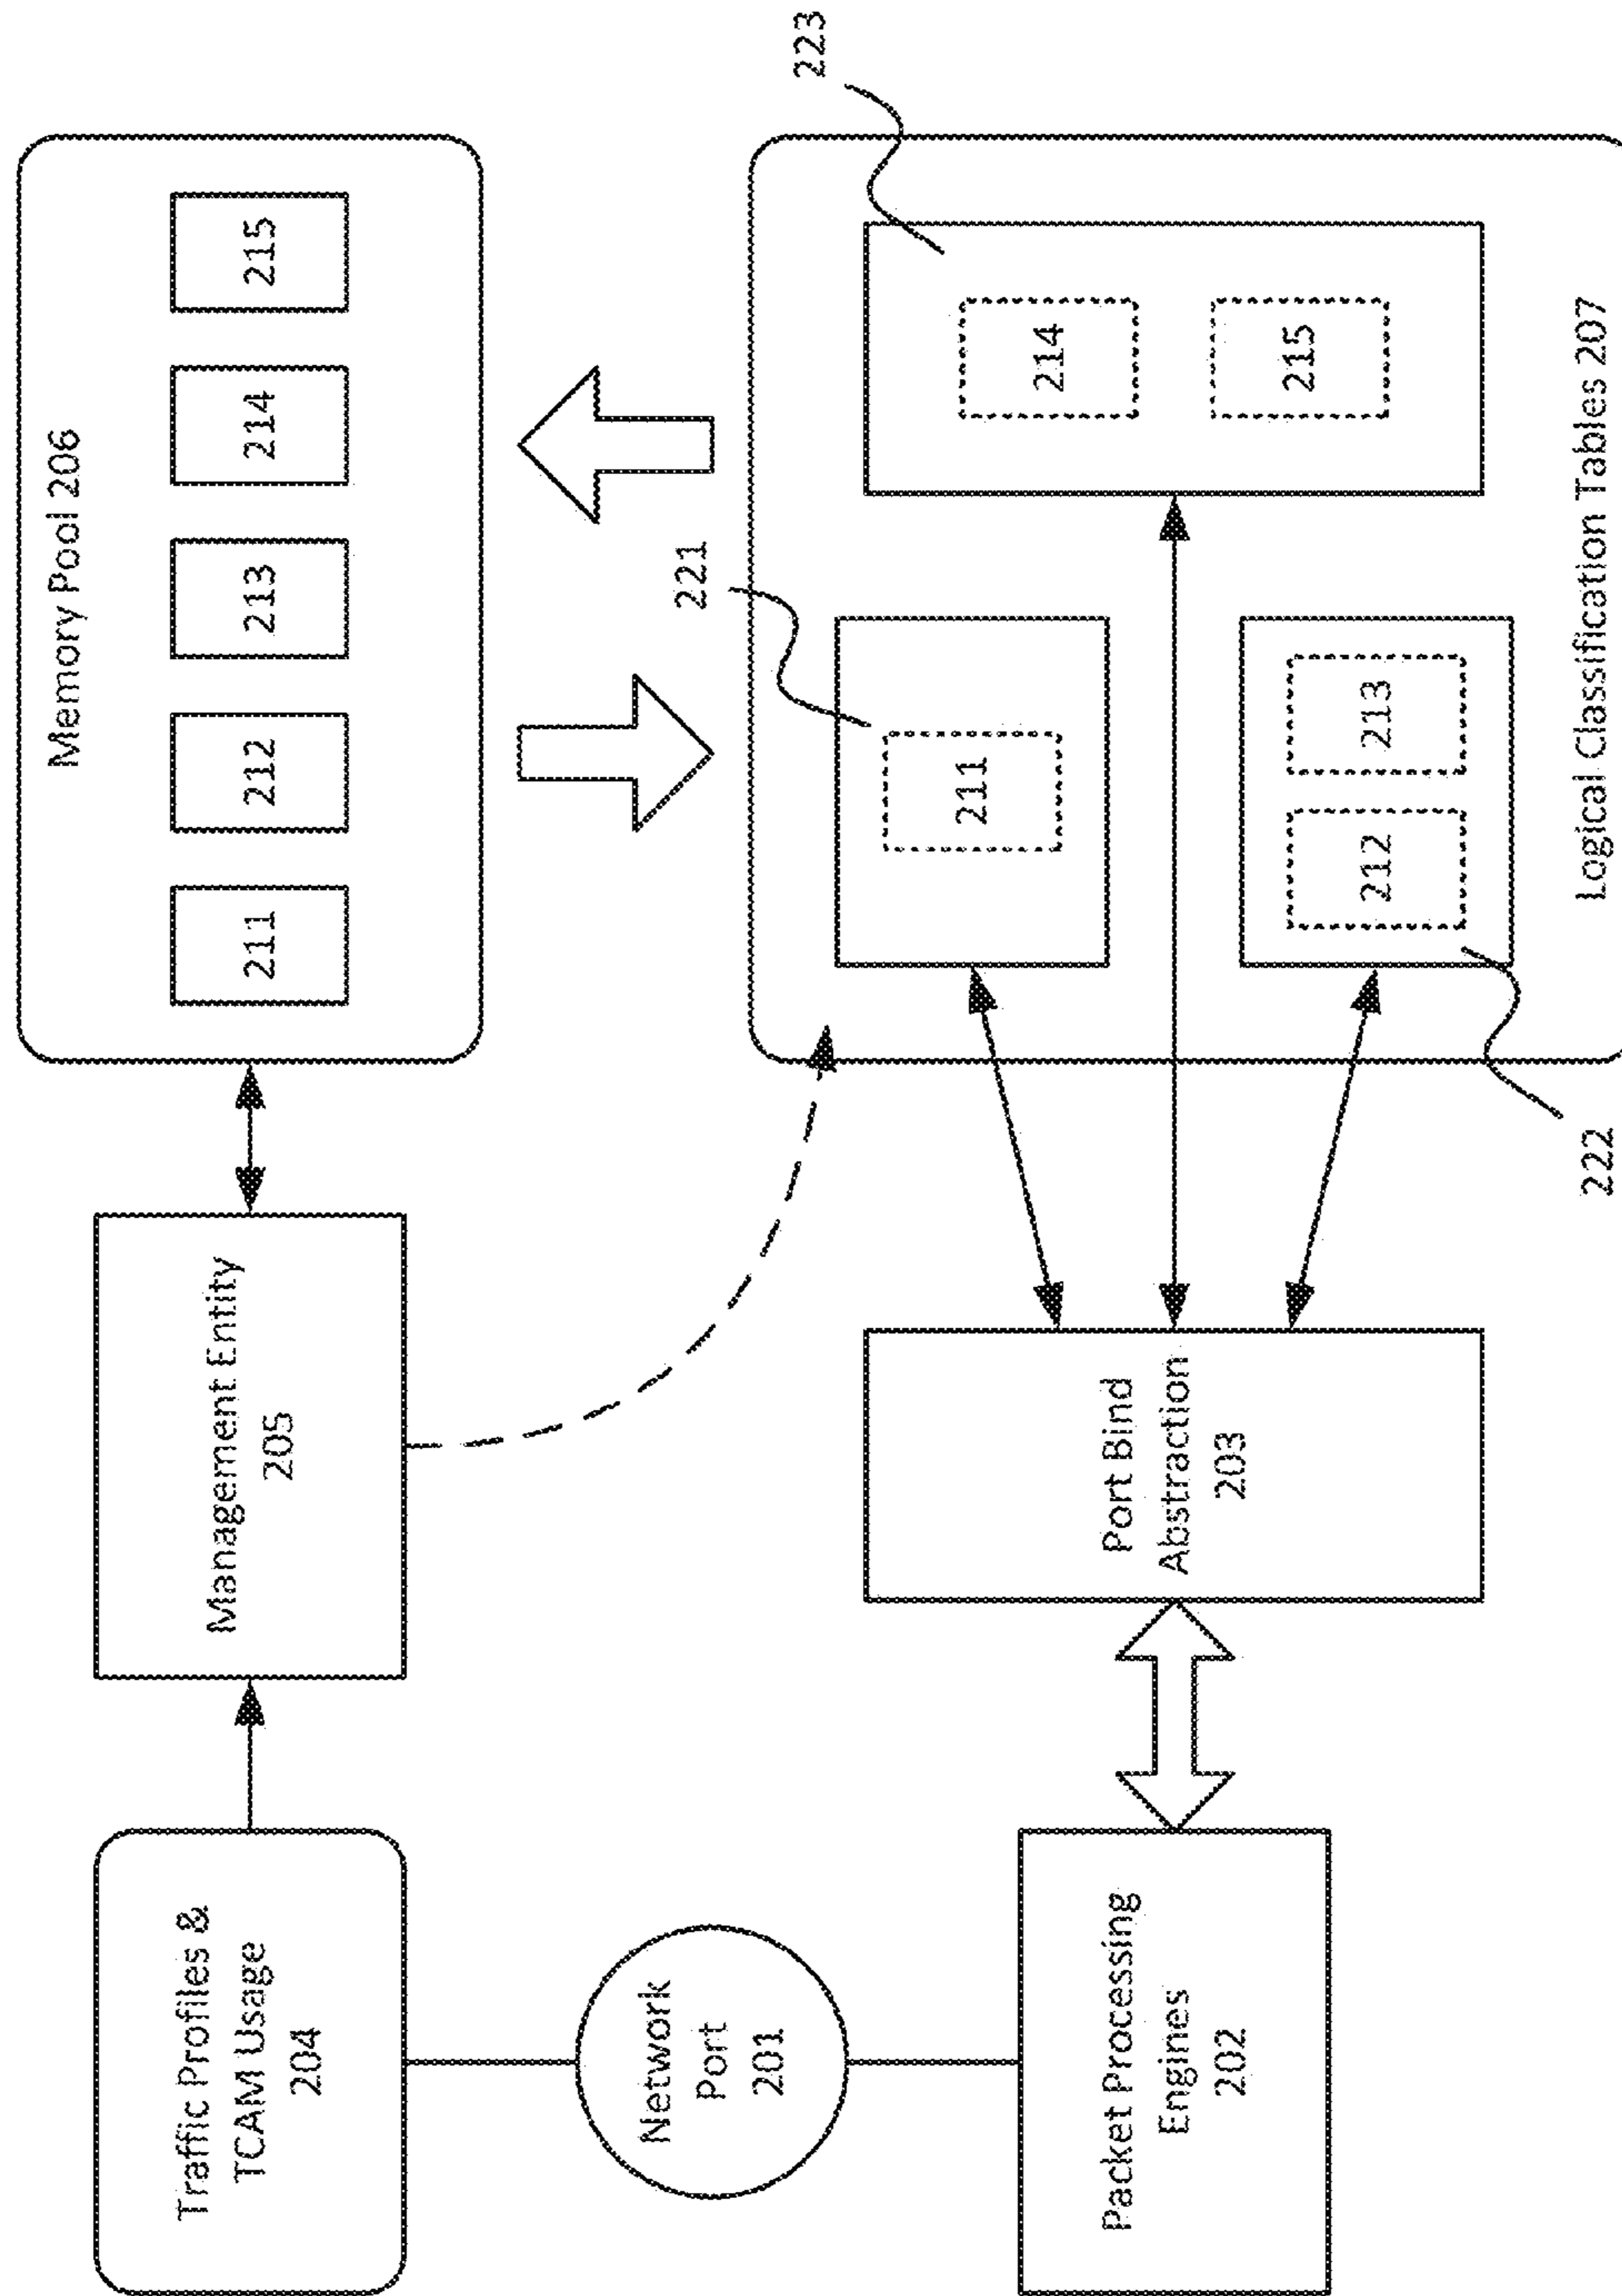 Traffic Profiles &
TCAM Usage
204
Management Entity
205
Memory Pool 206
211
212
213
214
215
Network
Port
201
Packet Processing
Engines
202
Port Bind
Abstraction
203
221
211
212
213
222
214
215
223
Logical Classification Tables 207